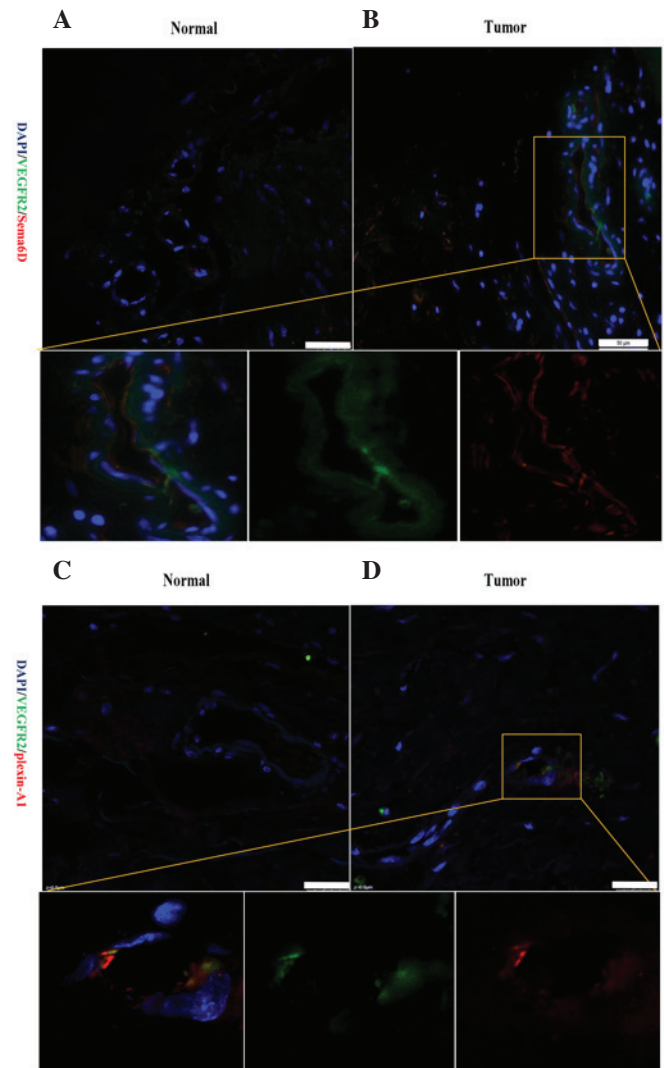 A
B
Normal
Tumor
DAPI/VEGFR2/Sema6D
50 µm
C
D
Normal
Tumor
DAPI/VEGFR2/plexin-A1